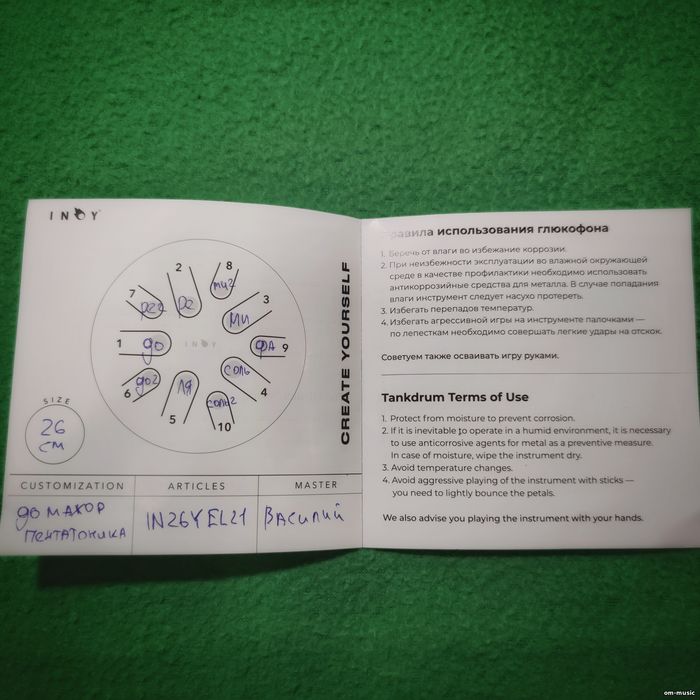 INOY
2
8
7
ре2
ре
ми2
3
ми
1
до
INOY
фа
9
до2
6
ля
5
соль
4
соль2
10
CREATE YOURSELF
SIZE
26
см
CUSTOMIZATION
ARTICLES
MASTER
до мажор
пентатоника
IN26YEL21
Василий
Правила использования глюкофона
1. Беречь от влаги во избежание коррозии.
2. При неизбежности эксплуатации во влажной окружающей
среде в качестве профилактики необходимо использовать
антикоррозийные средства для металла. В случае попадания
влаги инструмент следует насухо протереть.
3. Избегать перепадов температур.
4. Избегать агрессивной игры на инструменте палочками —
по лепесткам необходимо совершать легкие удары на отскок.
Советуем также осваивать игру руками.
Tankdrum Terms of Use
1. Protect from moisture to prevent corrosion.
2. If it is inevitable to operate in a humid environment, it is necessary
to use anticorrosive agents for metal as a preventive measure.
In case of moisture, wipe the instrument dry.
3. Avoid temperature changes.
4. Avoid aggressive playing of the instrument with sticks —
you need to lightly bounce the petals.
We also advise you playing the instrument with your hands.
om-music